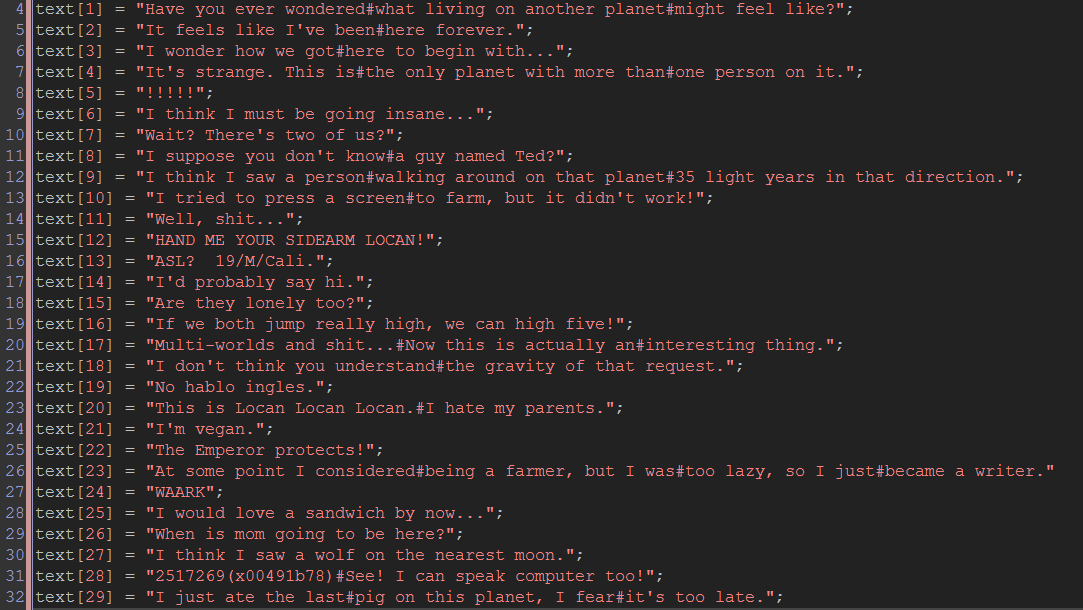 4 text[1] = "Have you ever wondered#what living on another planet#might feel like?";
5 text[2] = "It feels like I've been#here forever.";
6 text[3] = "I wonder how we got#here to begin with...";
7 text[4] = "It's strange. This is#the only planet with more than#one person on it.";
8 text[5] = "!!!!!";
9 text[6] = "I think I must be going insane...";
10 text[7] = "Wait? There's two of us?";
11 text[8] = "I suppose you don't know#a guy named Ted?";
12 text[9] = "I think I saw a person#walking around on that planet#35 light years in that direction.";
13 text[10] = "I tried to press a screen#to farm, but it didn't work!";
14 text[11] = "Well, shit...";
15 text[12] = "HAND ME YOUR SIDEARM LOCAN!";
16 text[13] = "ASL?  19/M/Cali.";
17 text[14] = "I'd probably say hi.";
18 text[15] = "Are they lonely too?";
19 text[16] = "If we both jump really high, we can high five!";
20 text[17] = "Multi-worlds and shit...#Now this is actually an#interesting thing.";
21 text[18] = "I don't think you understand#the gravity of that request.";
22 text[19] = "No hablo ingles.";
23 text[20] = "This is Locan Locan Locan.#I hate my parents.";
24 text[21] = "I'm vegan.";
25 text[22] = "The Emperor protects!";
26 text[23] = "At some point I considered#being a farmer, but I was#too lazy, so I just#became a writer."
27 text[24] = "WAARK";
28 text[25] = "I would love a sandwich by now...";
29 text[26] = "When is mom going to be here?";
30 text[27] = "I think I saw a wolf on the nearest moon.";
31 text[28] = "2517269(x00491b78)#See! I can speak computer too!";
32 text[29] = "I just ate the last#pig on this planet, I fear#it's too late.";